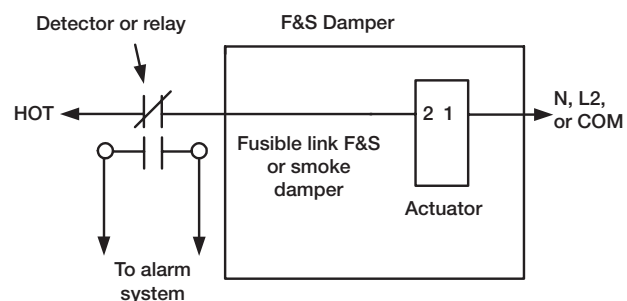 Detector or relay
F&S Damper
HOT
2 1
N, L2,
or COM
Fusible link F&S
or smoke
damper
Actuator
To alarm
system